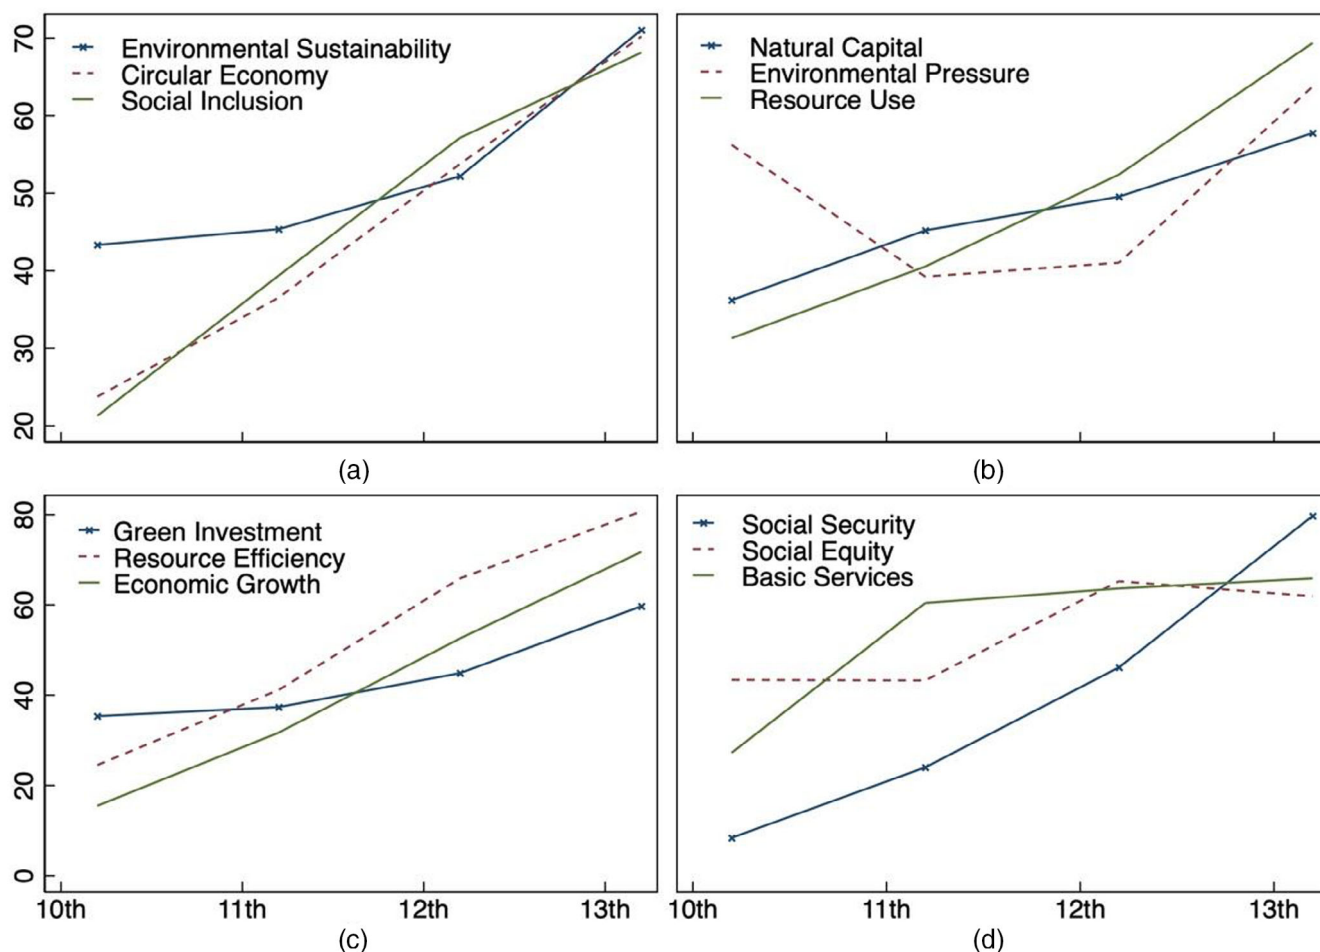 70
60
50
40
30
20
Environmental Sustainability
Circular Economy
Social Inclusion
(a)
Natural Capital
Environmental Pressure
Resource Use
(b)
80
60
40
20
0
Green Investment
Resource Efficiency
Economic Growth
10th 11th 12th 13th
(c)
Social Security
Social Equity
Basic Services
10th 11th 12th 13th
(d)